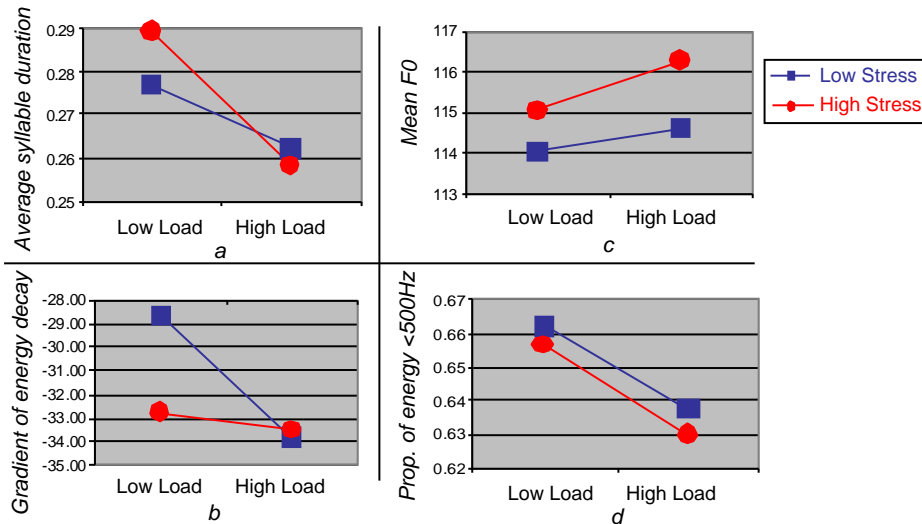 Average syllable duration
0.29
0.28
0.27
0.26
0.25
Low Load High Load
a
Mean F0
117
116
115
114
113
Low Load High Load
c
Low Stress
High Stress
Gradient of energy decay
-28.00
-29.00
-30.00
-31.00
-32.00
-33.00
-34.00
-35.00
Low Load High Load
b
Prop. of energy <500Hz
0.67
0.66
0.65
0.64
0.63
0.62
Low Load High Load
d